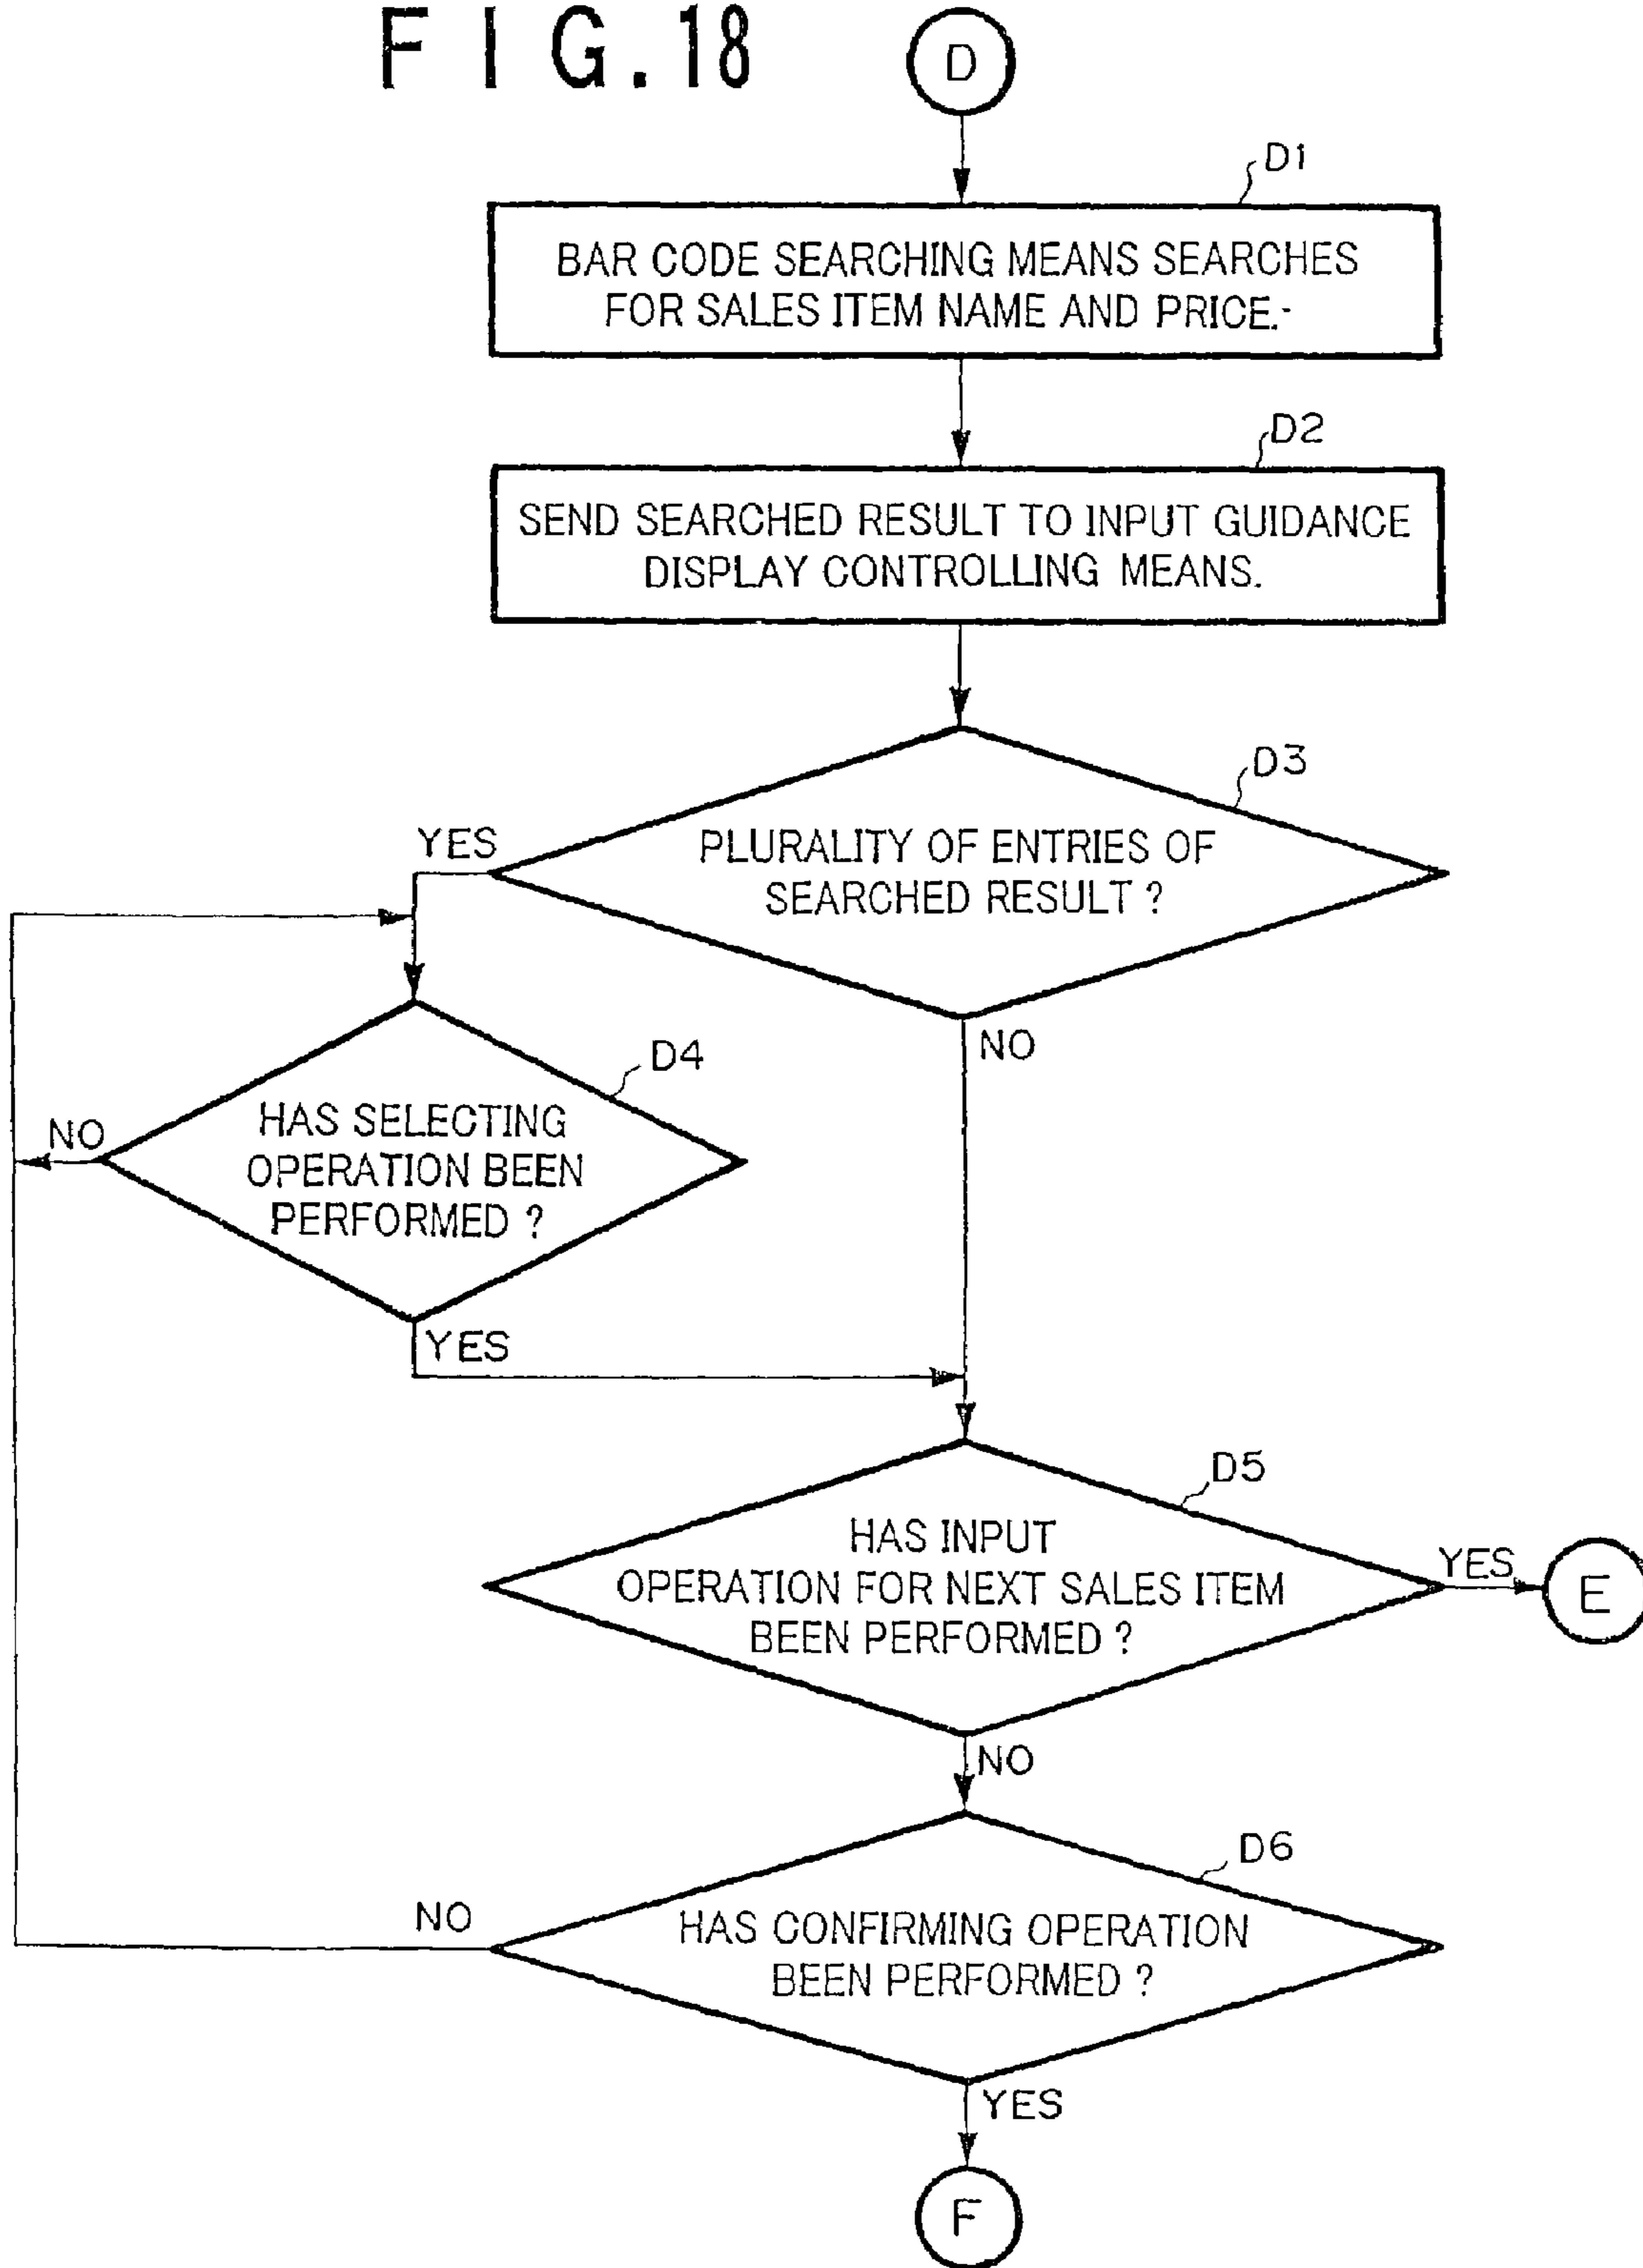 FIG.18
D
D1
BAR CODE SEARCHING MEANS SEARCHES
FOR SALES ITEM NAME AND PRICE.
D2
SEND SEARCHED RESULT TO INPUT GUIDANCE
DISPLAY CONTROLLING MEANS.
D3
YES
PLURALITY OF ENTRIES OF
SEARCHED RESULT ?
NO
D4
NO
HAS SELECTING
OPERATION BEEN
PERFORMED ?
YES
D5
HAS INPUT
OPERATION FOR NEXT SALES ITEM
BEEN PERFORMED ?
YES
E
NO
D6
NO
HAS CONFIRMING OPERATION
BEEN PERFORMED ?
YES
F